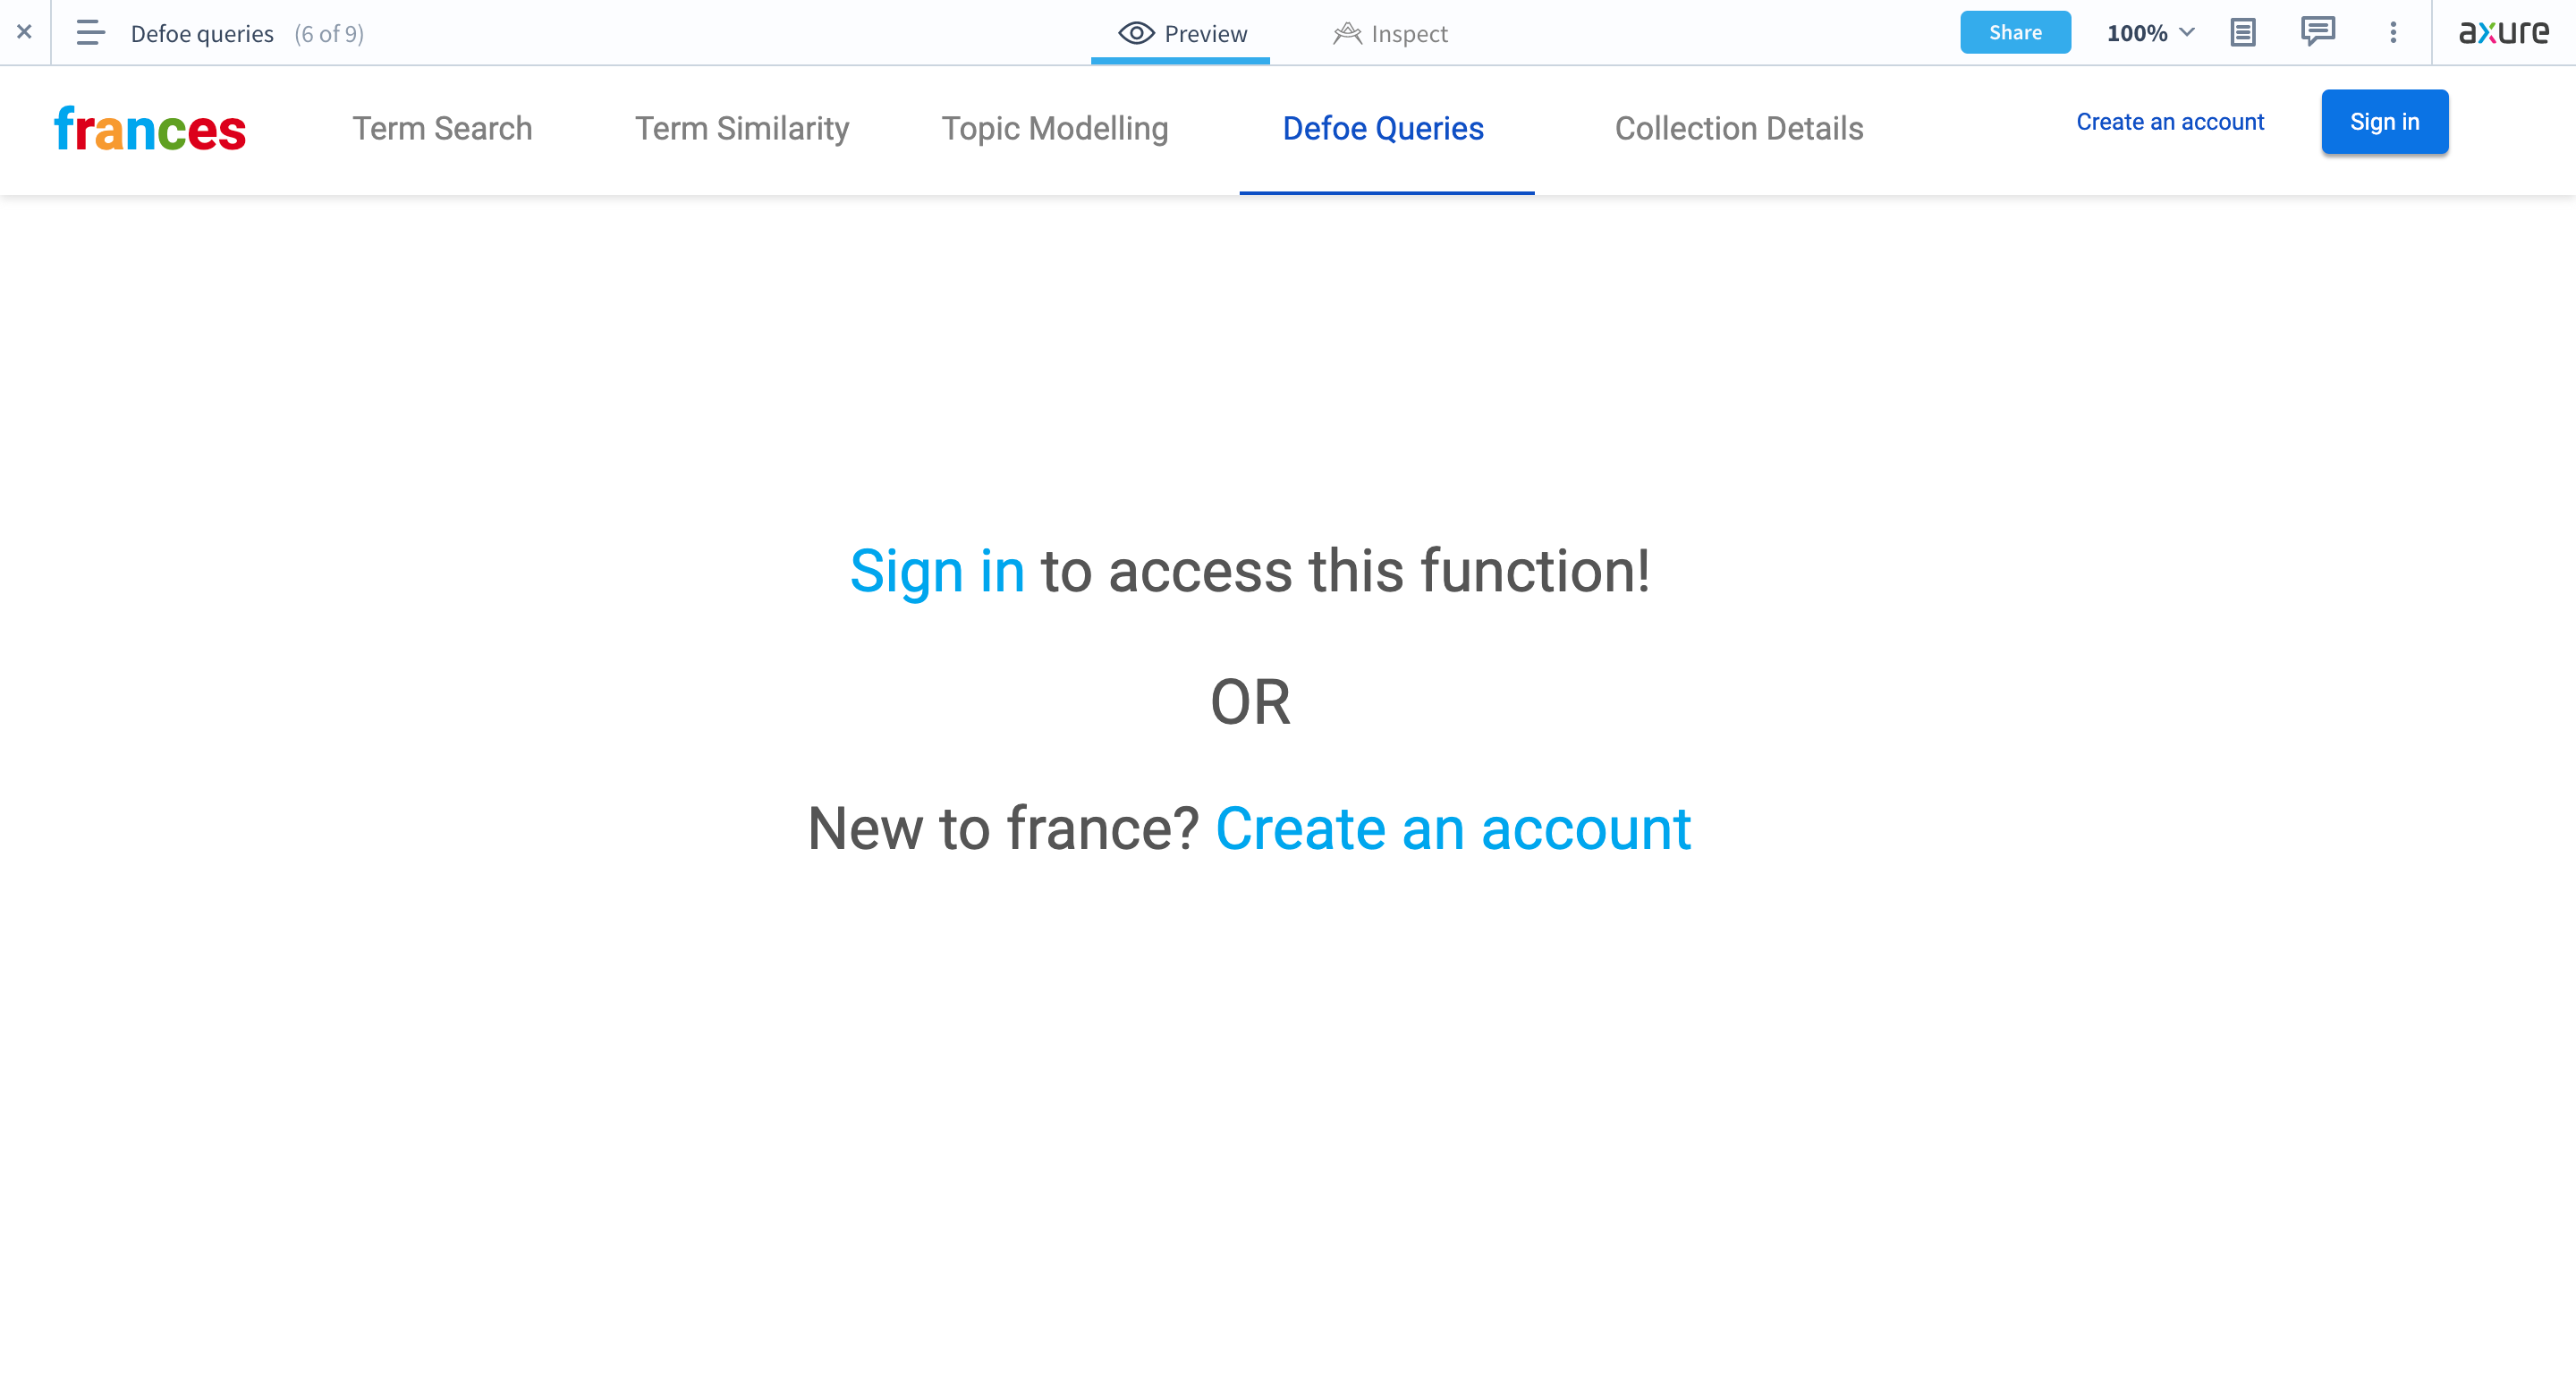 Defoe queries (6 of 9) Preview Inspect Share 100% axure
frances Term Search Term Similarity Topic Modelling Defoe Queries Collection Details Create an account Sign in
Sign in to access this function!
OR
New to france? Create an account